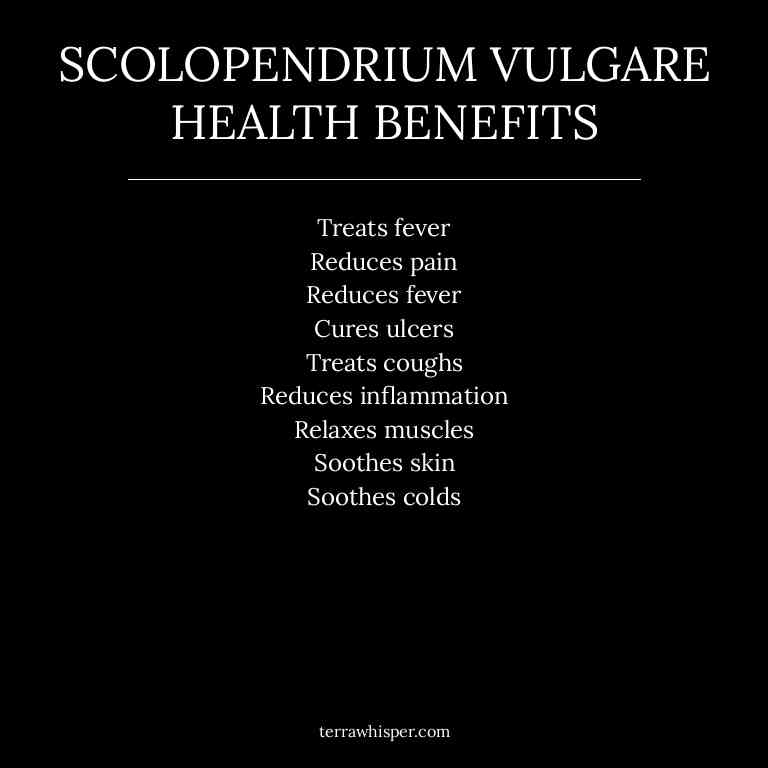 SCOLOPENDRIUM VULGARE
HEALTH BENEFITS
Treats fever
Reduces pain
Reduces fever
Cures ulcers
Treats coughs
Reduces inflammation
Relaxes muscles
Soothes skin
Soothes colds
terrawhisper.com